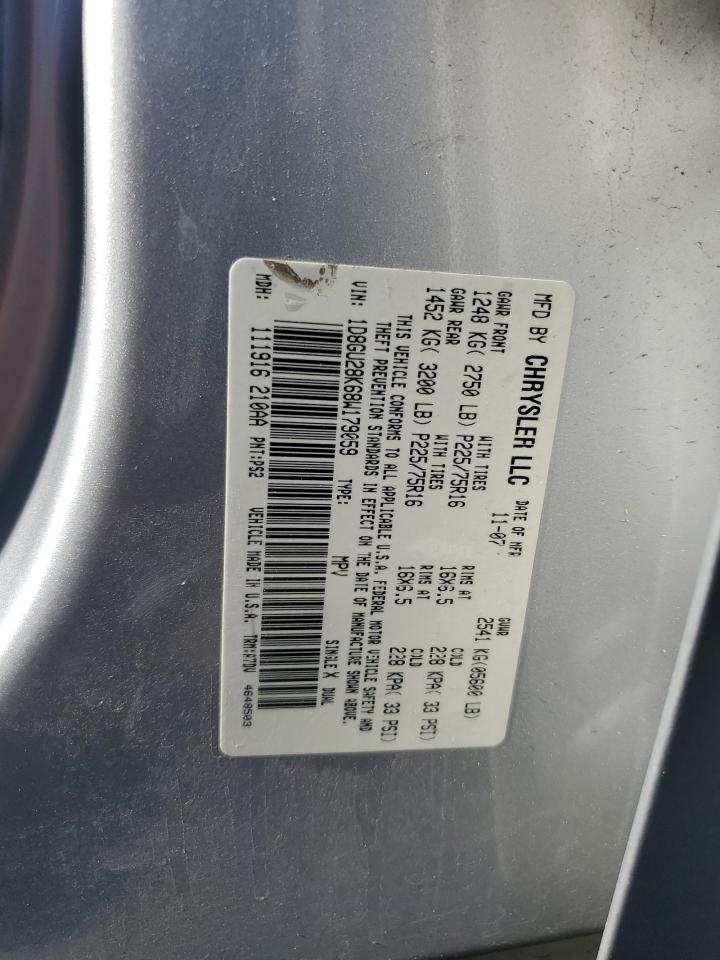 MFD BY CHRYSLER LLC DATE OF MFR 11-07 GVWR 2541 KG(05600 LB)
GAWR FRONT WITH TIRES RIMS AT COLD
1248 KG( 2750 LB) P225/75R16 16X6.5 228 KPA( 33 PSI)
GAWR REAR WITH TIRES RIMS AT COLD
1452 KG( 3200 LB) P225/75R16 16X6.5 228 KPA( 33 PSI)
THIS VEHICLE CONFORMS TO ALL APPLICABLE U.S.A. FEDERAL MOTOR VEHICLE SAFETY AND
THEFT PREVENTION STANDARDS IN EFFECT ON THE DATE OF MANUFACTURE SHOWN ABOVE.
VIN: 1D8GU28K68W179059 TYPE: MPV SINGLE X DUAL
MDH: 111916 210AA PNT:PS2 VEHICLE MADE IN U.S.A. TRM:A7DV 4648503